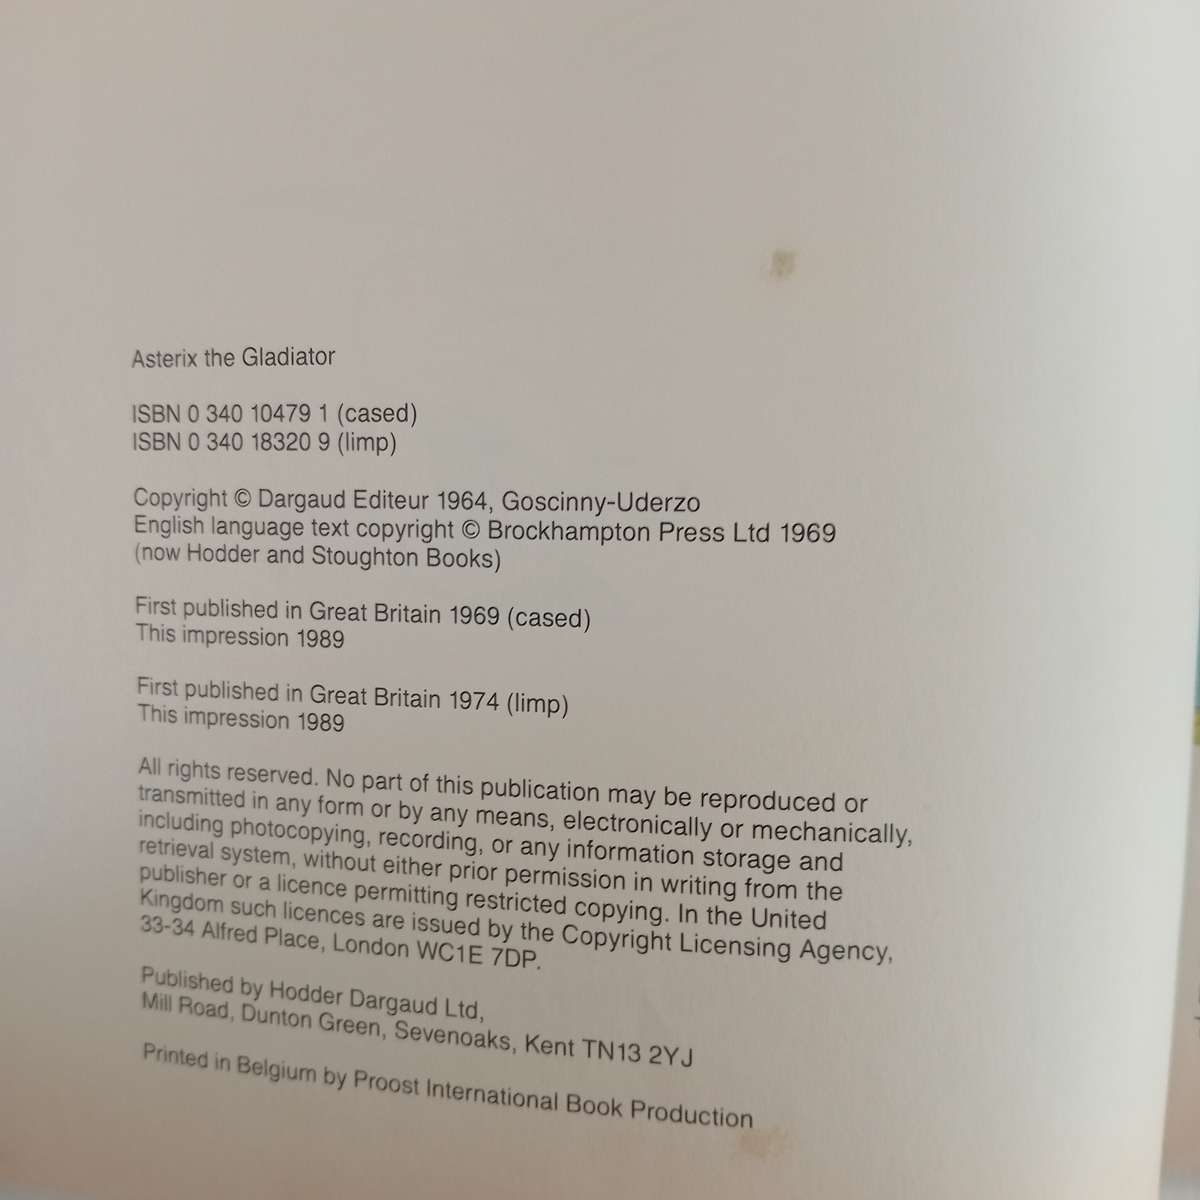 Asterix the Gladiator
ISBN 0 340 10479 1 (cased)
ISBN 0 340 18320 9 (limp)
Copyright © Dargaud Editeur 1964, Goscinny-Uderzo
English language text copyright © Brockhampton Press Ltd 1969
(now Hodder and Stoughton Books)
First published in Great Britain 1969 (cased)
This impression 1989
First published in Great Britain 1974 (limp)
This impression 1989
All rights reserved. No part of this publication may be reproduced or
transmitted in any form or by any means, electronically or mechanically,
including photocopying, recording, or any information storage and
retrieval system, without either prior permission in writing from the
publisher or a licence permitting restricted copying. In the United
Kingdom such licences are issued by the Copyright Licensing Agency,
33-34 Alfred Place, London WC1E 7DP.
Published by Hodder Dargaud Ltd,
Mill Road, Dunton Green, Sevenoaks, Kent TN13 2YJ
Printed in Belgium by Proost International Book Production